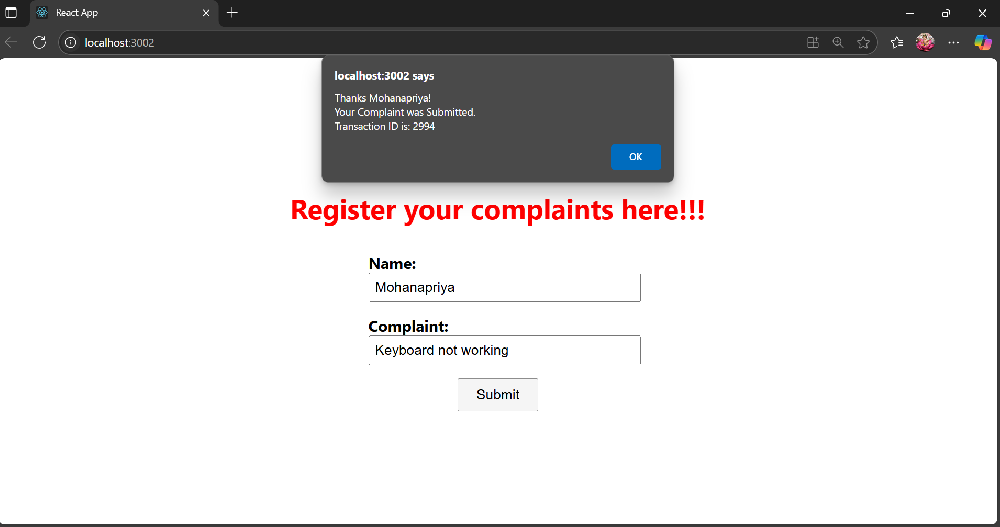 React App
localhost:3002
localhost:3002 says
Thanks Mohanapriya!
Your Complaint was Submitted.
Transaction ID is: 2994
OK
Register your complaints here!!!
Name:
Mohanapriya
Complaint:
Keyboard not working
Submit